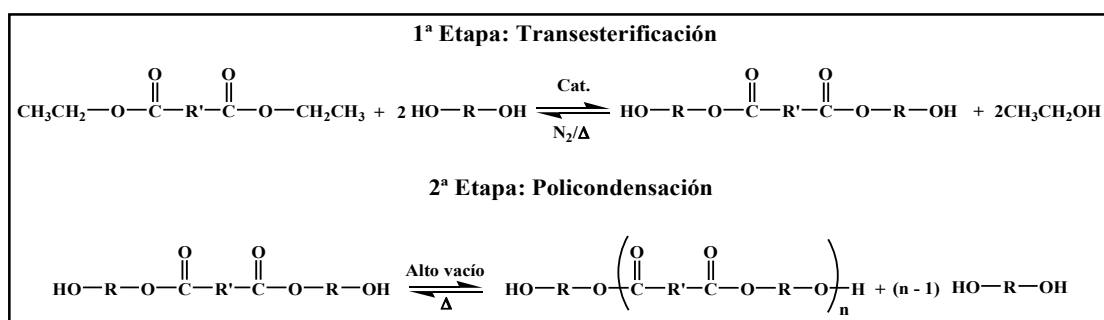 1ª Etapa: Transesterificación
O O O O
CH₃CH₂—O—C—R'—C—O—CH₂CH₃ + 2 HO—R—OH Cat. N₂/Δ HO—R—O—C—R'—C—O—R—OH + 2CH₃CH₂OH
2ª Etapa: Policondensación
O O O O
HO—R—O—C—R'—C—O—R—OH Alto vacío Δ HO—R—O—(C—R'—C—O—R—O)—H n + (n - 1) HO—R—OH